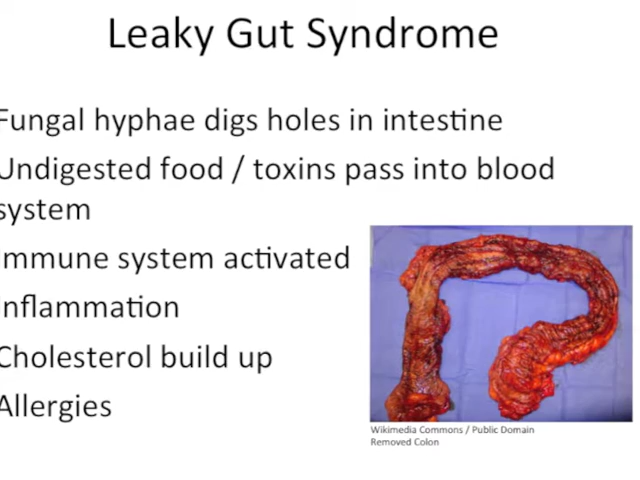 Leaky Gut Syndrome
Fungal hyphae digs holes in intestine
Undigested food / toxins pass into blood
system
Immune system activated
Inflammation
Cholesterol build up
Allergies
Wikimedia Commons / Public Domain
Removed Colon